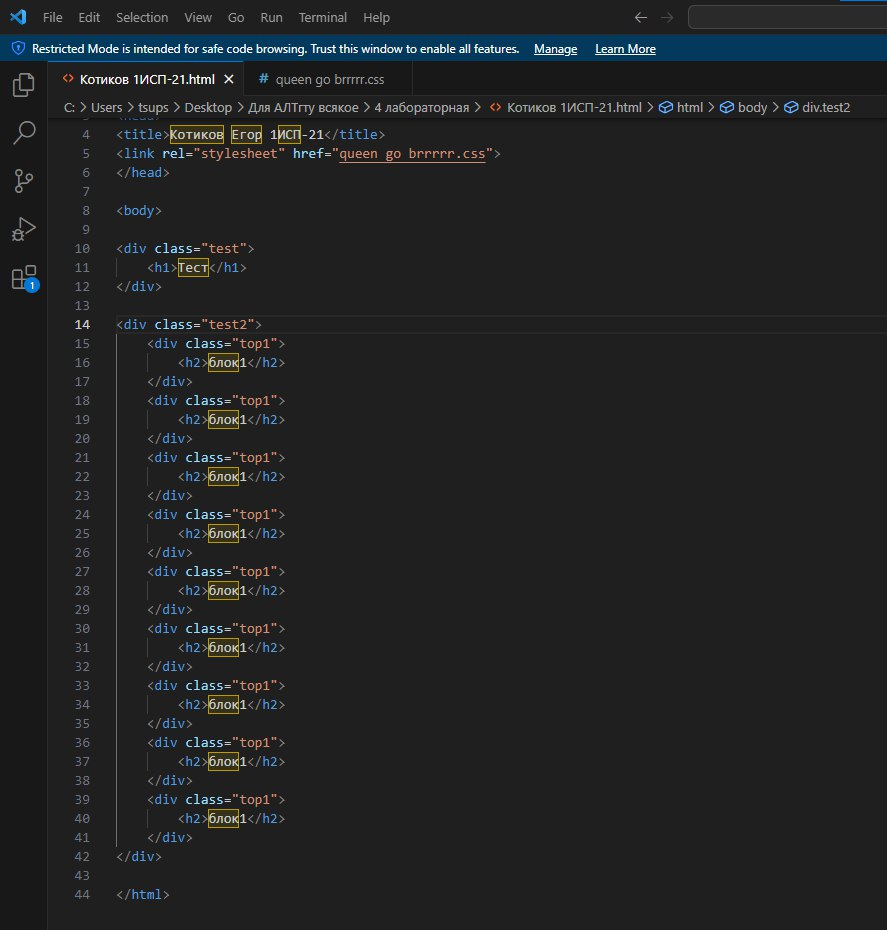 File Edit Selection View Go Run Terminal Help
Restricted Mode is intended for safe code browsing. Trust this window to enable all features. Manage Learn More
Котиков 1ИСП-21.html queen go brrrrr.css
C: > Users > tsups > Desktop > Для АЛТгту всякое > 4 лабораторная > Котиков 1ИСП-21.html > html > body > div.test2
<head>
4 <title>Котиков Егор 1ИСП-21</title>
5 <link rel="stylesheet" href="queen go brrrrr.css">
6 </head>
7
8 <body>
9
10 <div class="test">
11 <h1>Тест</h1>
12 </div>
13
14 <div class="test2">
15 <div class="top1">
16 <h2>блок1</h2>
17 </div>
18 <div class="top1">
19 <h2>блок1</h2>
20 </div>
21 <div class="top1">
22 <h2>блок1</h2>
23 </div>
24 <div class="top1">
25 <h2>блок1</h2>
26 </div>
27 <div class="top1">
28 <h2>блок1</h2>
29 </div>
30 <div class="top1">
31 <h2>блок1</h2>
32 </div>
33 <div class="top1">
34 <h2>блок1</h2>
35 </div>
36 <div class="top1">
37 <h2>блок1</h2>
38 </div>
39 <div class="top1">
40 <h2>блок1</h2>
41 </div>
42 </div>
43
44 </html>
1